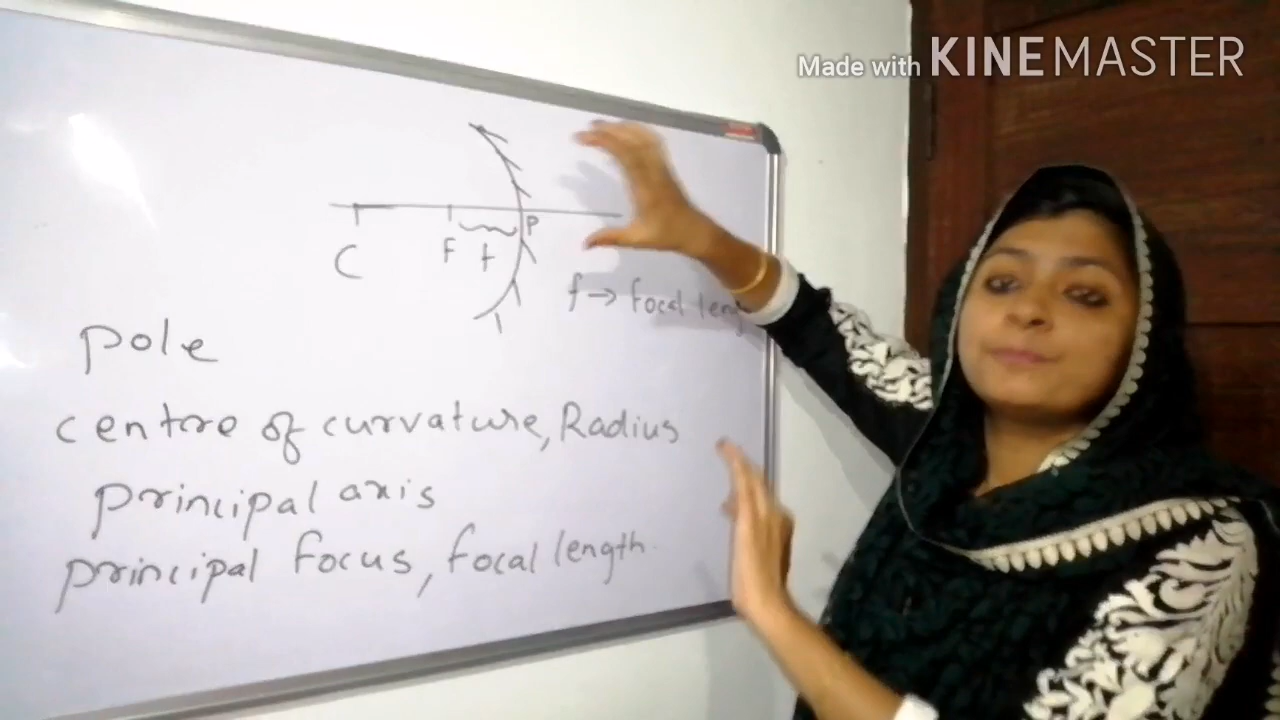 Made with KINEMASTER
P
C F f
f → Focal leng
pole
centre of curvature, Radius
principal axis
principal Focus, Focal length